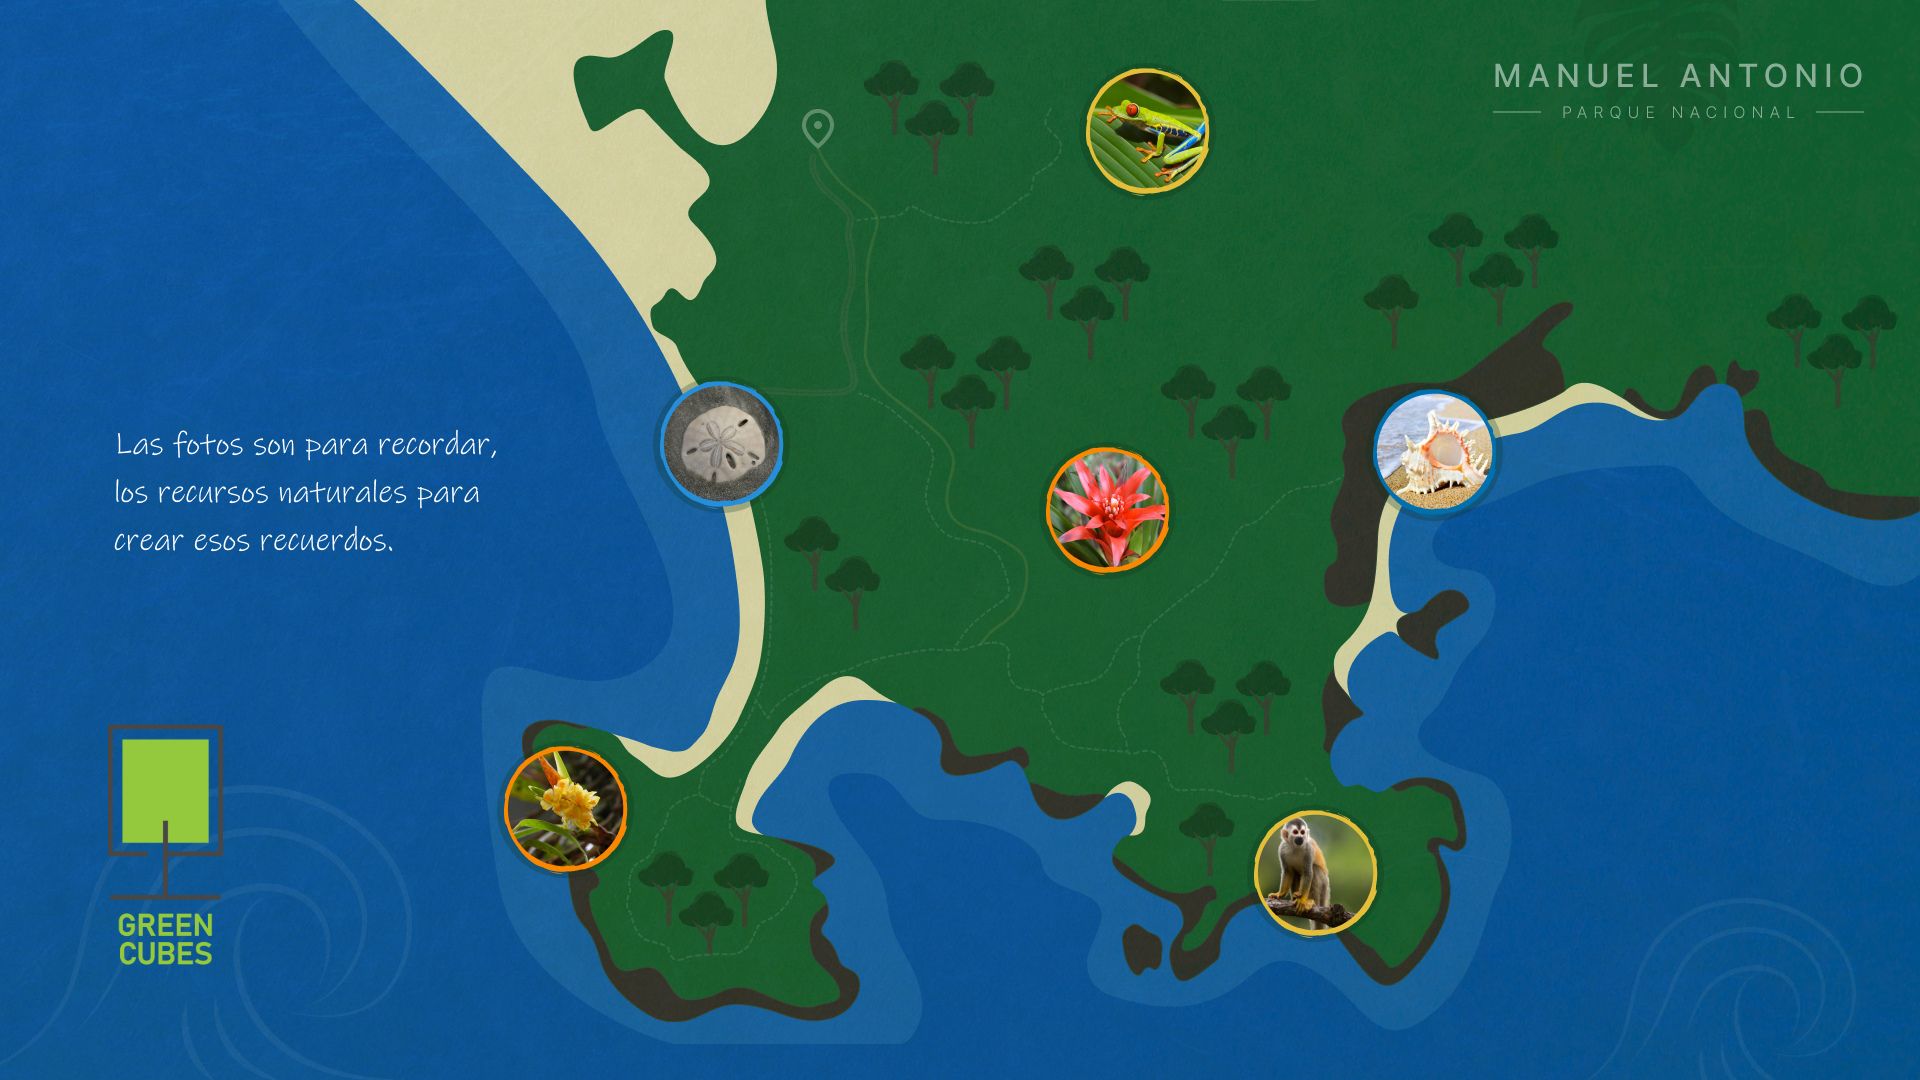 MANUEL ANTONIO
PARQUE NACIONAL
Las fotos son para recordar,
los recursos naturales para
crear esos recuerdos.
GREEN
CUBES